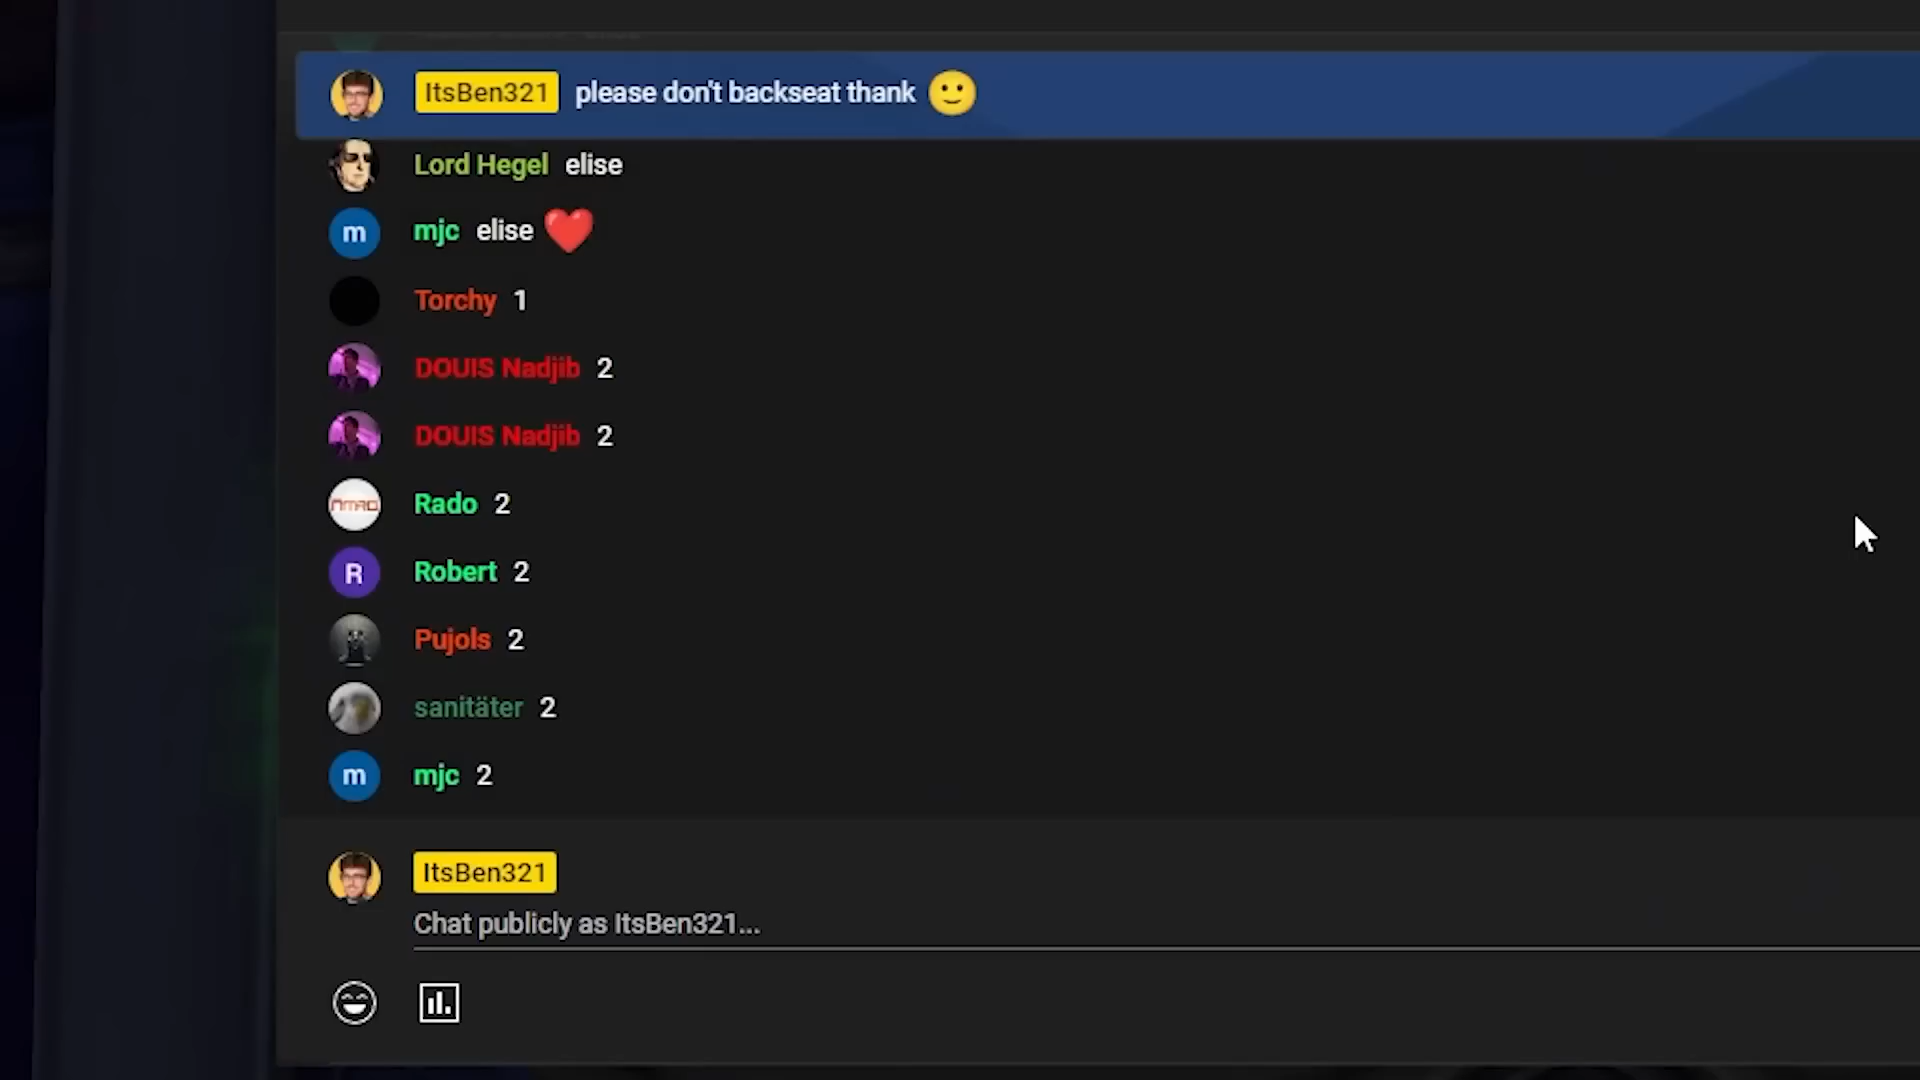 ItsBen321 please don't backseat thank
Lord Hegel elise
m mjc elise
Torchy 1
DOUIS Nadjib 2
DOUIS Nadjib 2
Rado 2
R Robert 2
Pujols 2
sanitäter 2
m mjc 2
ItsBen321
Chat publicly as ItsBen321...